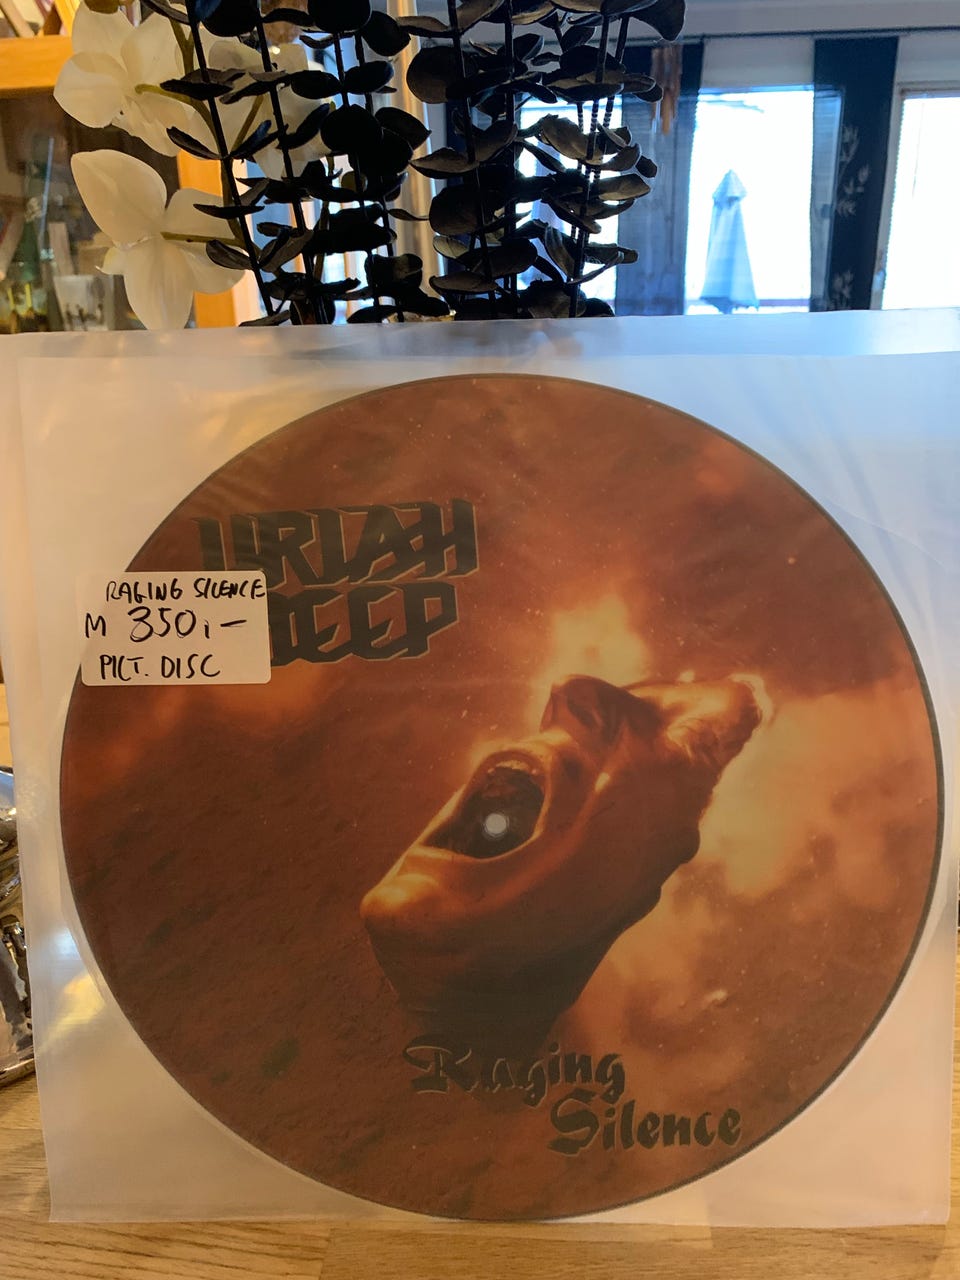 URIAH
HEEP
RAGING SILENCE
M 350,-
PICT. DISC
Raging
Silence